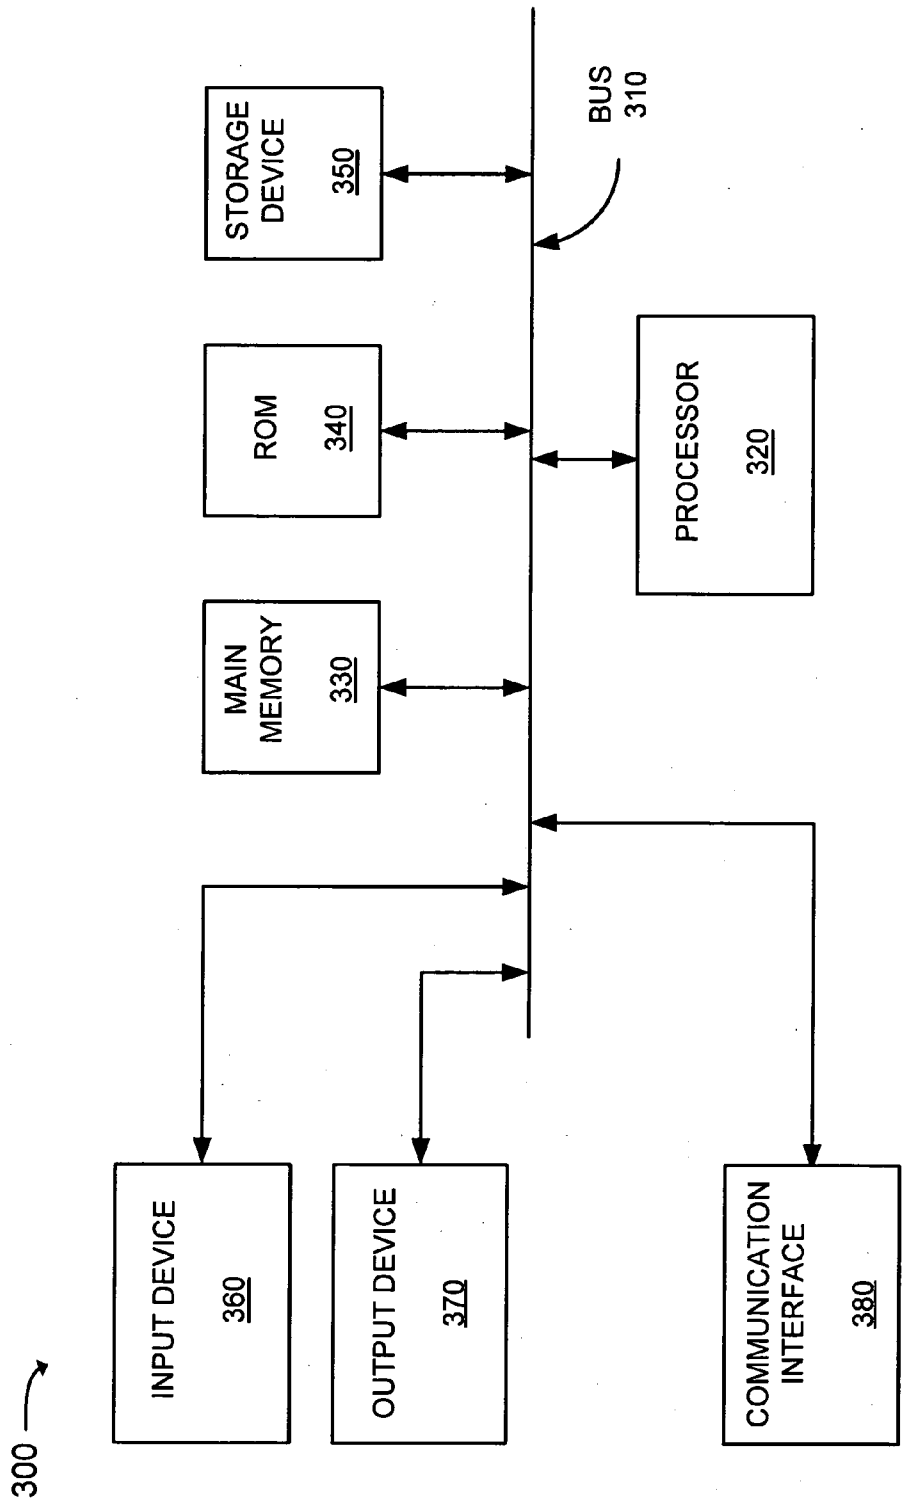 300
INPUT DEVICE
360
OUTPUT DEVICE
370
COMMUNICATION
INTERFACE
380
MAIN
MEMORY
330
ROM
340
STORAGE
DEVICE
350
PROCESSOR
320
BUS
310